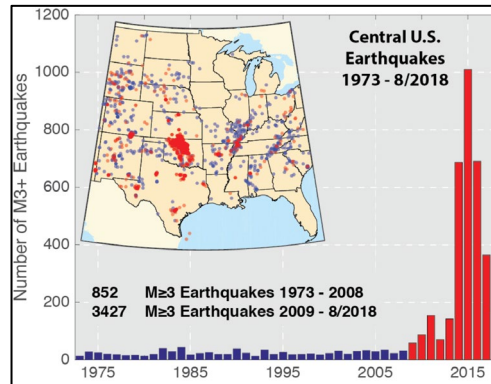 Central U.S.
Earthquakes
1973 - 8/2018
Number of M3+ Earthquakes
1200
1000
800
600
400
200
0
852 M≥3 Earthquakes 1973 - 2008
3427 M≥3 Earthquakes 2009 - 8/2018
1975 1985 1995 2005 2015